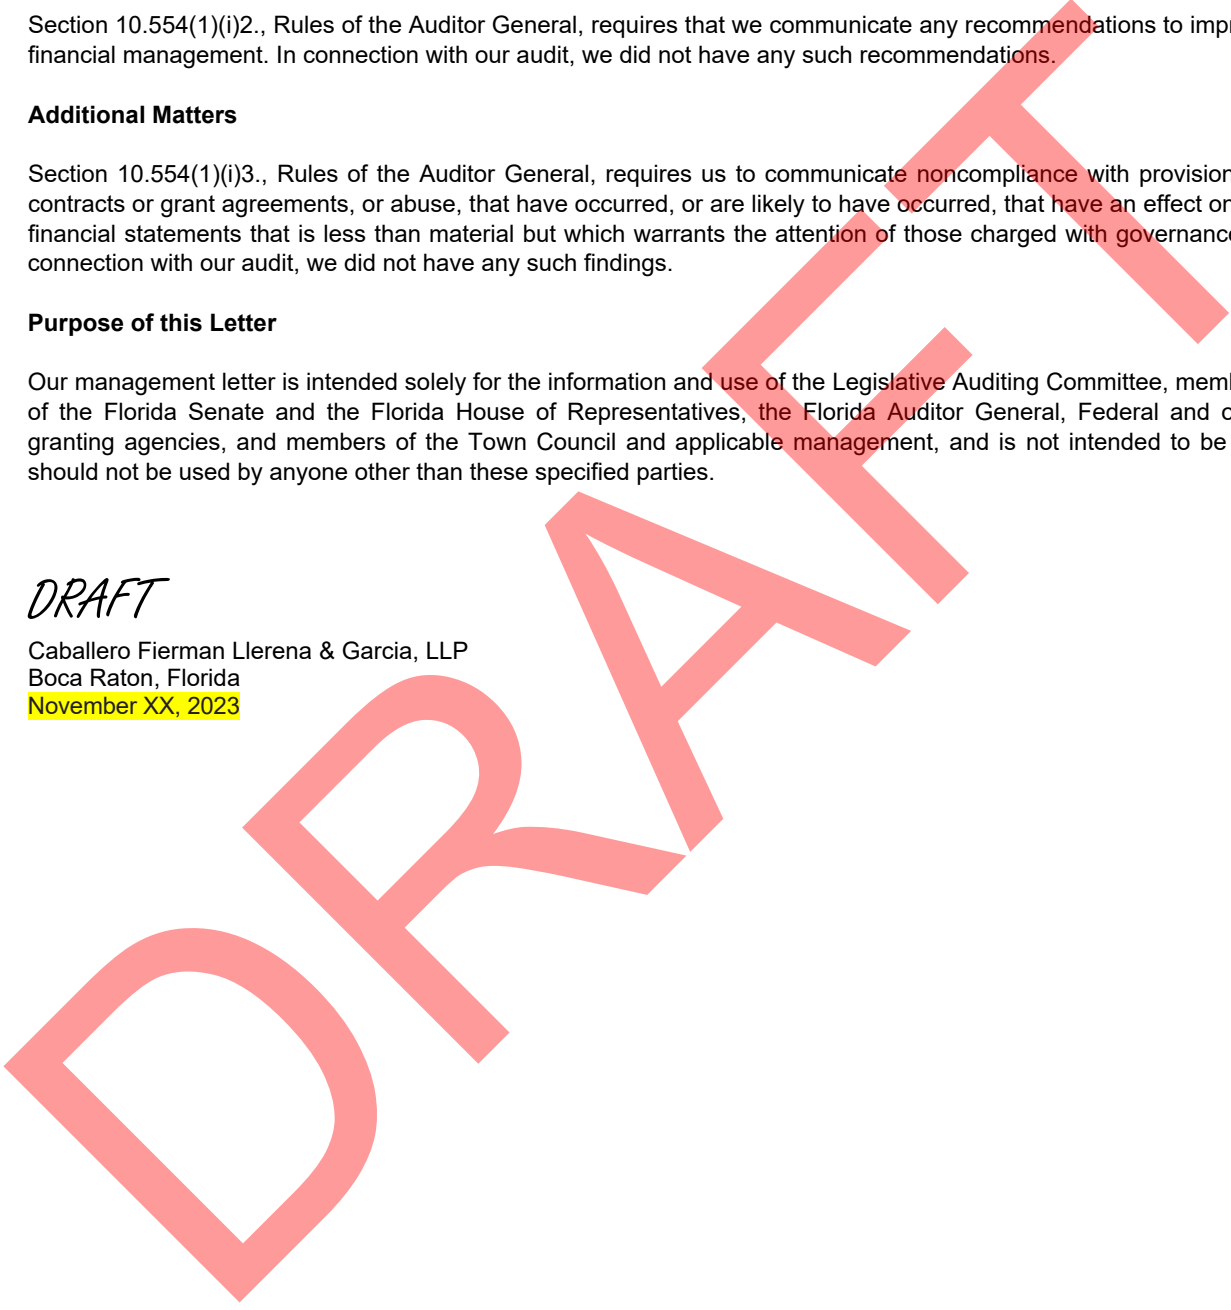 Section 10.554(1)(i)2., Rules of the Auditor General, requires that we communicate any recommendations to
financial management. In connection with our audit, we did not have any such recommendations.
Additional Matters
Section 10.554(1)(i)3., Rules of the Auditor General, requires us to communicate noncompliance with
contracts or grant agreements, or abuse, that have occurred, or are likely to have occurred, that have an effect on
financial statements that is less than material but which warrants the attention of those charged with governance
connection with our audit, we did not have any such findings.
Purpose of this Letter
Our management letter is intended solely for the information and use of the Legislative Auditing Committee,
of the Florida Senate and the Florida House of Representatives, the Florida Auditor General, Federal and
granting agencies, and members of the Town Council and applicable management, and is not intended to be
should not be used by anyone other than these specified parties.
DRAFT
Caballero Fierman Llerena & Garcia, LLP
Boca Raton, Florida
November XX, 2023
DRAFT